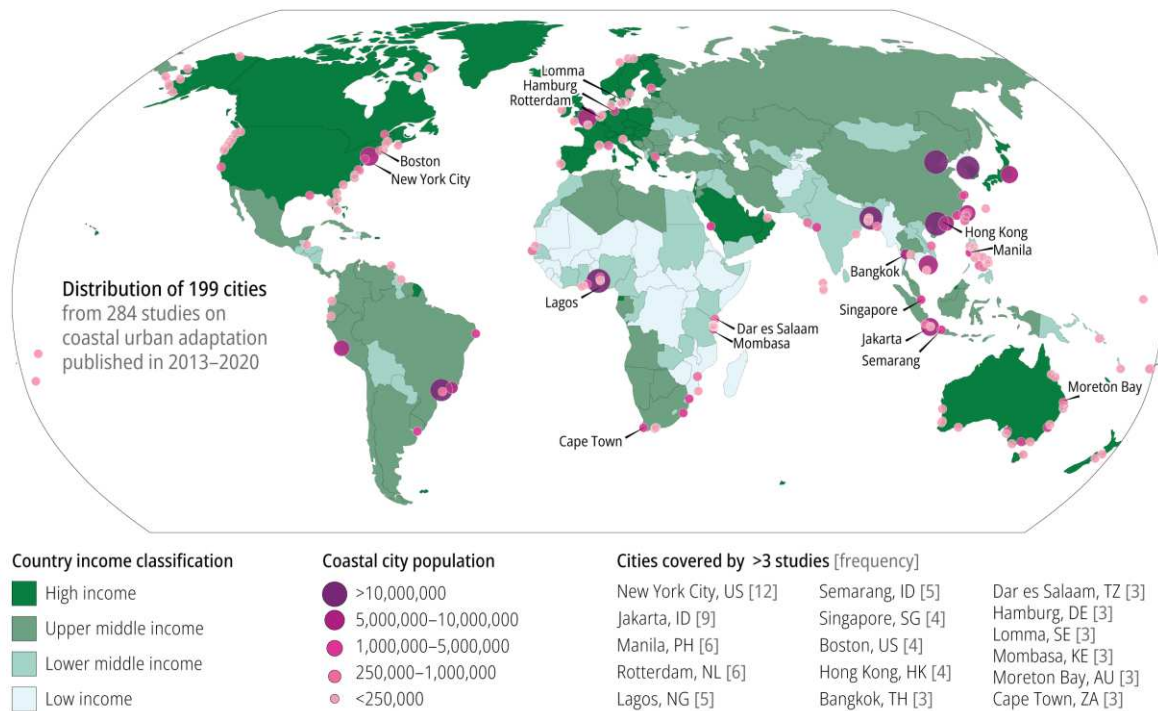 Lomma
Hamburg
Rotterdam
Boston
New York City
Hong Kong
Manila
Bangkok
Lagos
Singapore
Dar es Salaam
Mombasa
Jakarta
Semarang
Moreton Bay
Cape Town
Distribution of 199 cities
from 284 studies on
coastal urban adaptation
published in 2013–2020
Country income classification
High income
Upper middle income
Lower middle income
Low income
Coastal city population
>10,000,000
5,000,000–10,000,000
1,000,000–5,000,000
250,000–1,000,000
<250,000
Cities covered by >3 studies [frequency]
New York City, US [12]
Jakarta, ID [9]
Manila, PH [6]
Rotterdam, NL [6]
Lagos, NG [5]
Semarang, ID [5]
Singapore, SG [4]
Boston, US [4]
Hong Kong, HK [4]
Bangkok, TH [3]
Dar es Salaam, TZ [3]
Hamburg, DE [3]
Lomma, SE [3]
Mombasa, KE [3]
Moreton Bay, AU [3]
Cape Town, ZA [3]